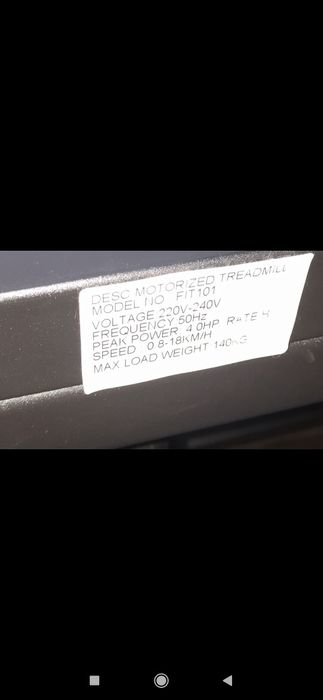 DESC MOTORIZED TREADMILL
MODEL NO FIT101
VOLTAGE 220V-240V
FREQUENCY 50Hz
PEAK POWER 4.0HP RATE H
SPEED 0.8-18KM/H
MAX LOAD WEIGHT 140KG